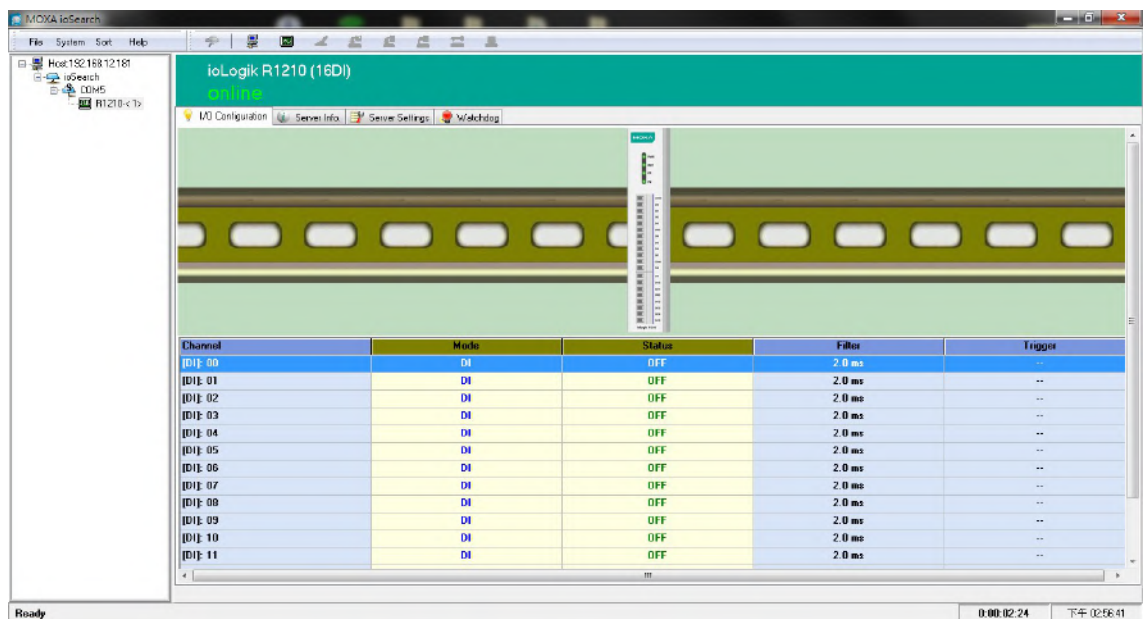 MOXA ioSearch
File System Sort Help
Host:192.168.12.181
ioSearch
COM5
R1210-< 1>
ioLogik R1210 (16DI)
online
I/O Configuration Server Info. Server Settings Watchdog
MOXA
Channel Mode Status Filter Trigger
[DI]: 00 DI OFF 2.0 ms --
[DI]: 01 DI OFF 2.0 ms --
[DI]: 02 DI OFF 2.0 ms --
[DI]: 03 DI OFF 2.0 ms --
[DI]: 04 DI OFF 2.0 ms --
[DI]: 05 DI OFF 2.0 ms --
[DI]: 06 DI OFF 2.0 ms --
[DI]: 07 DI OFF 2.0 ms --
[DI]: 08 DI OFF 2.0 ms --
[DI]: 09 DI OFF 2.0 ms --
[DI]: 10 DI OFF 2.0 ms --
[DI]: 11 DI OFF 2.0 ms --
Ready 0:00:02:24 下午 02:56:41